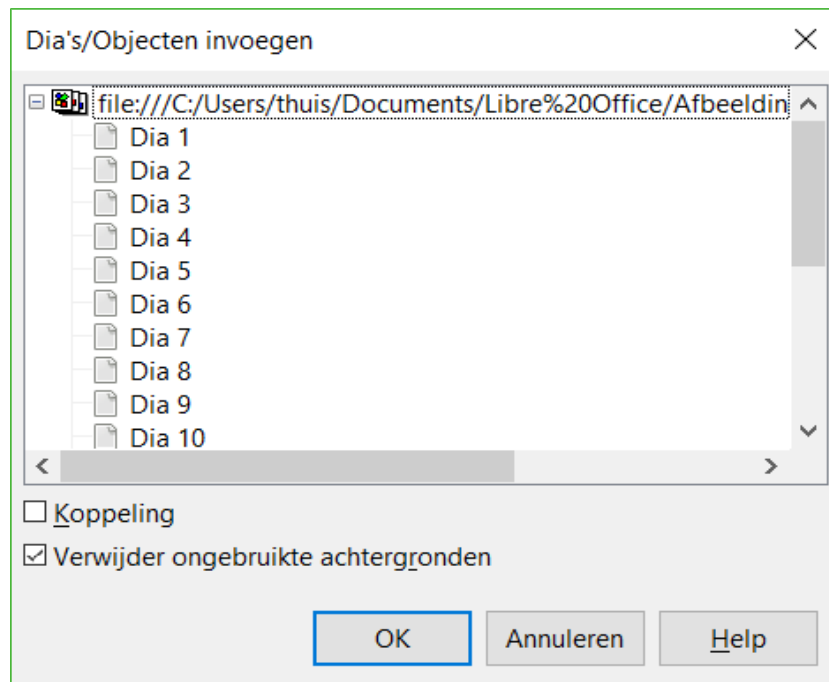 Dia's/Objecten invoegen
file:///C:/Users/thuis/Documents/Libre%20Office/Afbeeldin
Dia 1
Dia 2
Dia 3
Dia 4
Dia 5
Dia 6
Dia 7
Dia 8
Dia 9
Dia 10
Koppeling
Verwijder ongebruikte achtergronden
OK Annuleren Help